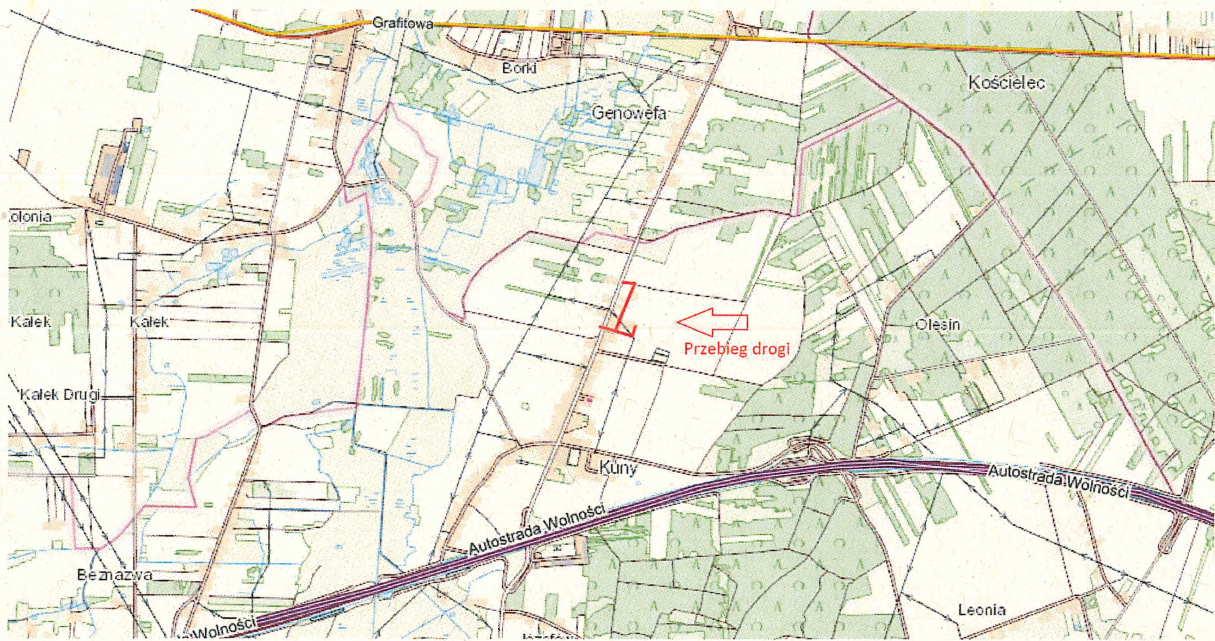 Grafitowa
Borki
Kościelec
Genowefa
olonia
Kałek
Kałek
Olesin
Przebieg drogi
Kałek Drugi
Kuny
Autostrada Wolności
Autostrada Wolności
Beznazwa
Leonia
Wolności